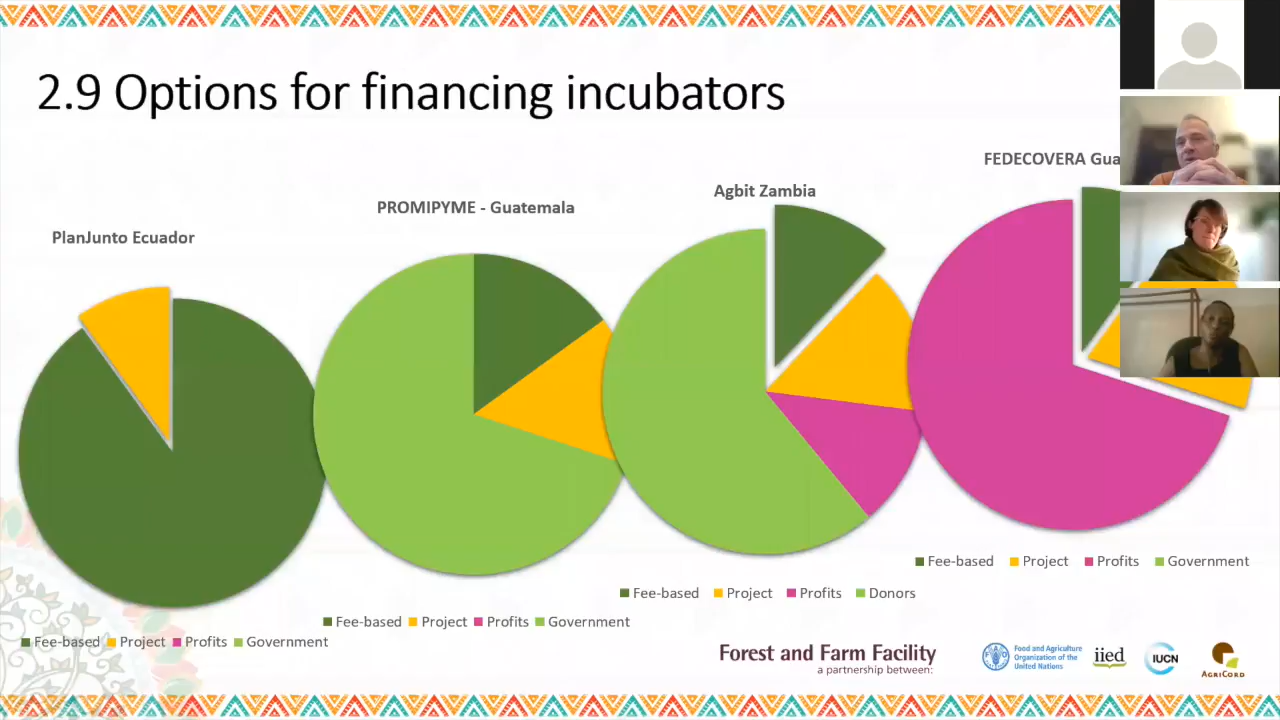 2.9 Options for financing incubators
PlanJunto Ecuador
PROMIPYME - Guatemala
Agbit Zambia
FEDECOVERA Gua
Fee-based Project Profits Government
Fee-based Project Profits Government
Fee-based Project Profits Donors
Fee-based Project Profits Government
Forest and Farm Facility
a partnership between:
Food and Agriculture
Organization of the
United Nations
iied
IUCN
AGRICORD